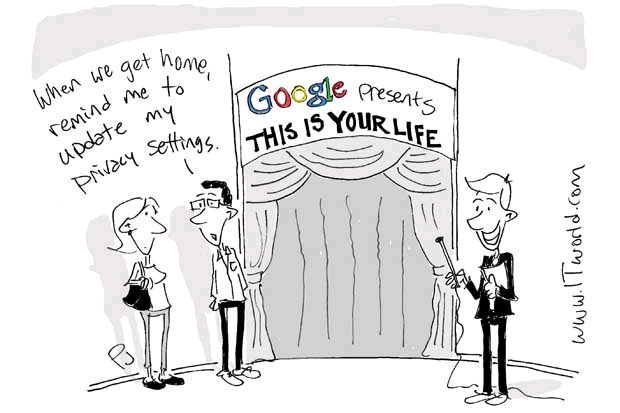 When we get home,
remind me to
update my
privacy settings.
Google presents
THIS IS YOUR LIFE
www.ITworld.com